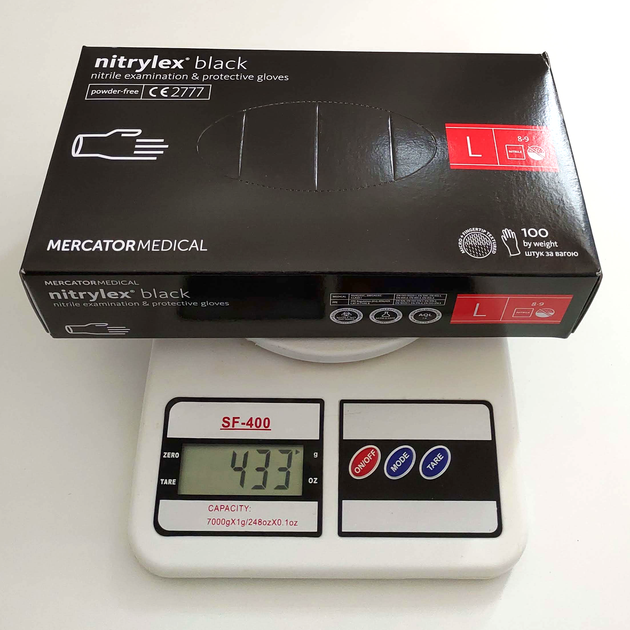 nitrylex® black
nitrile examination & protective gloves
powder-free CE 2777
L
8-9
MERCATORMEDICAL
100
by weight
штук за вагою
MERCATORMEDICAL
nitrylex® black
nitrile examination & protective gloves
AQL
L
8-9
SF-400
ZERO
433
g
TARE
OZ
CAPACITY:
7000gX1g/248ozX0.1oz
ON/OFF
MODE
TARE